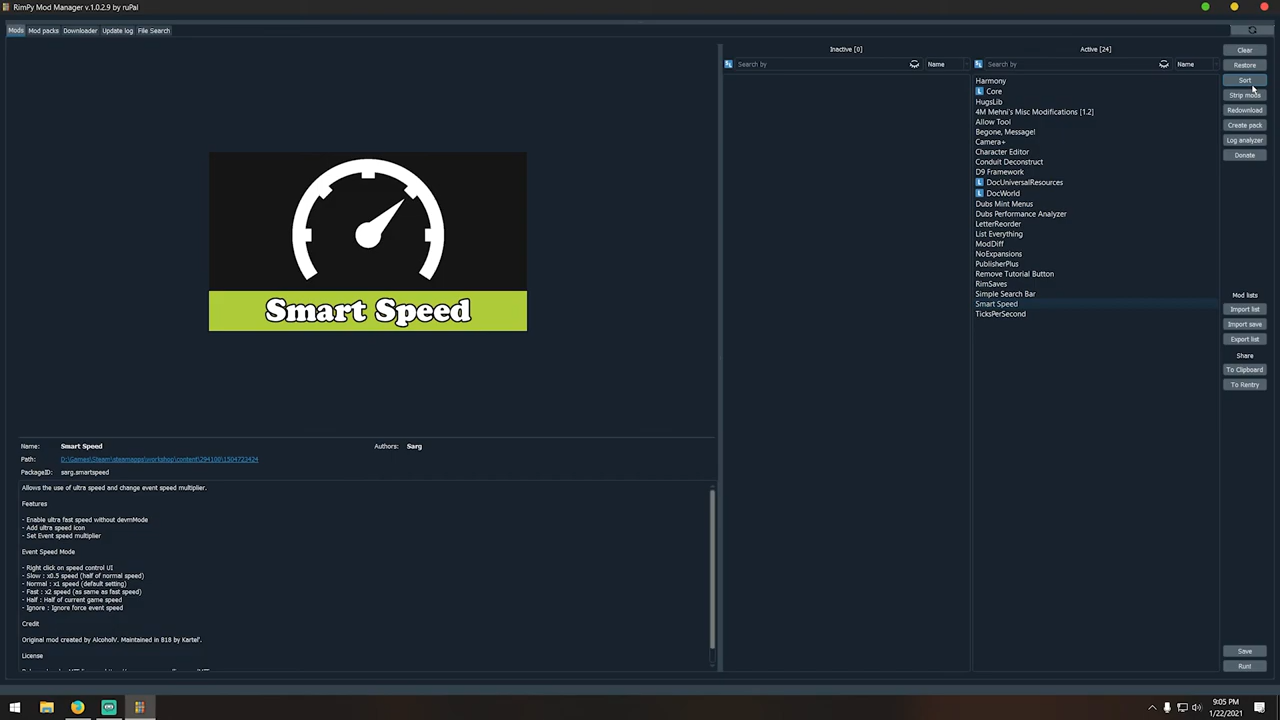 RimPy Mod Manager v.1.0.2.9 by ruPal
Mods
Mod packs
Downloader
Update log
File Search
Inactive [0]
Search by
Name
Active [24]
Search by
Name
Harmony
L Core
HugsLib
4M Mehni's Misc Modifications [1.2]
Allow Tool
Begone, Message!
Camera+
Character Editor
Conduit Deconstruct
D9 Framework
L DocUniversalResources
L DocWorld
Dubs Mint Menus
Dubs Performance Analyzer
LetterReorder
List Everything
ModDiff
NoExpansions
PublisherPlus
Remove Tutorial Button
RimSaves
Simple Search Bar
Smart Speed
TicksPerSecond
Clear
Restore
Sort
Strip mods
Redownload
Create pack
Log analyzer
Donate
Mod lists
Import list
Import save
Export list
Share
To Clipboard
To Rentry
Save
Run!
Smart Speed
Name: Smart Speed
Authors: Sarg
Path: D:\Games\Steam\steamapps\workshop\content\294100\1504723424
PackageID: sarg.smartspeed
Allows the use of ultra speed and change event speed multiplier.
Features
- Enable ultra fast speed without devmMode
- Add ultra speed icon
- Set Event speed multiplier
Event Speed Mode
- Right click on speed control UI
- Slow : x0.5 speed (half of normal speed)
- Normal : x1 speed (default setting)
- Fast : x2 speed (as same as fast speed)
- Half : Half of current game speed
- Ignore : Ignore force event speed
Credit
Original mod created by AlcoholV. Maintained in B18 by Kartel'.
License
9:05 PM
1/22/2021